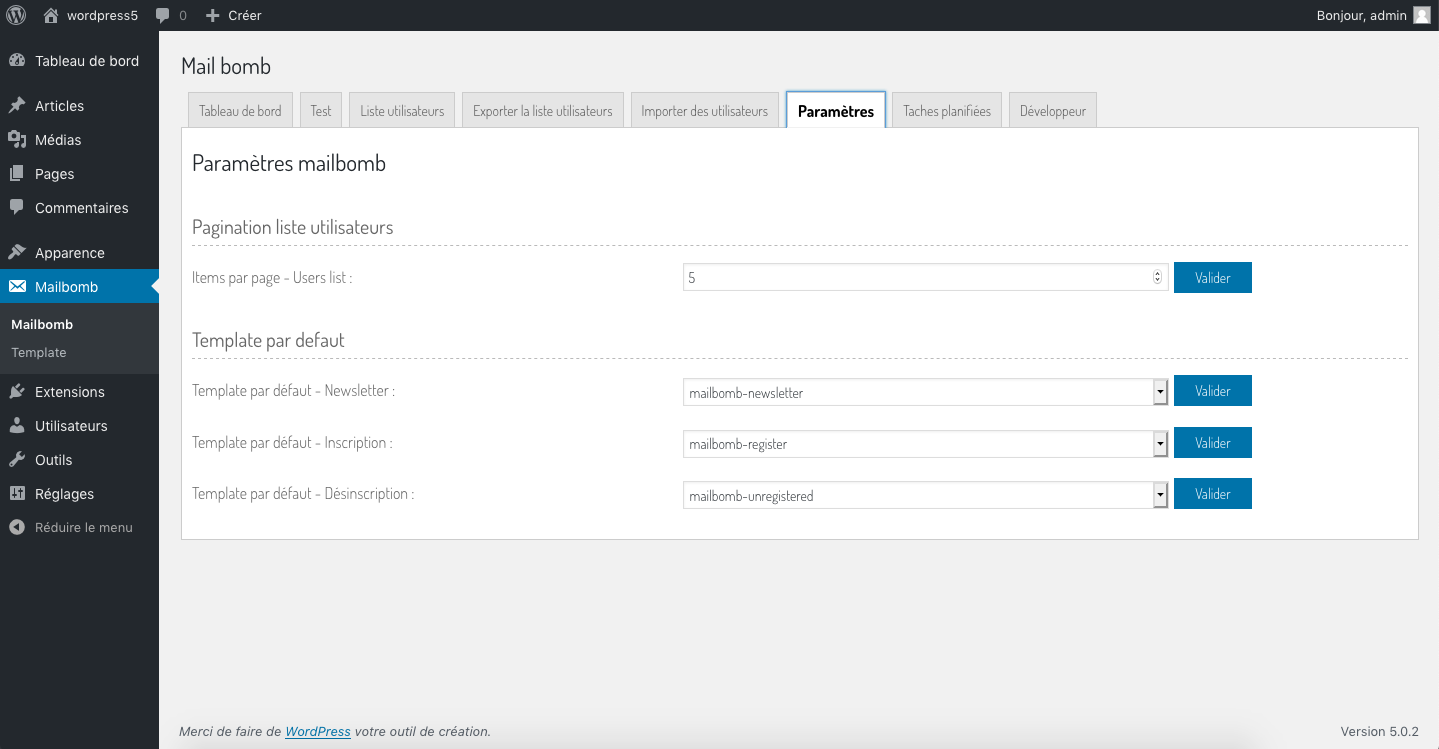 wordpress5 0 Créer Bonjour, admin
Tableau de bord
Articles
Médias
Pages
Commentaires
Apparence
Mailbomb
Mailbomb
Template
Extensions
Utilisateurs
Outils
Réglages
Réduire le menu
Mail bomb
Tableau de bord Test Liste utilisateurs Exporter la liste utilisateurs Importer des utilisateurs Paramètres Taches planifiées Développeur
Paramètres mailbomb
Pagination liste utilisateurs
Items par page - Users list : 5 Valider
Template par defaut
Template par défaut - Newsletter : mailbomb-newsletter Valider
Template par défaut - Inscription : mailbomb-register Valider
Template par défaut - Désinscription : mailbomb-unregistered Valider
Merci de faire de WordPress votre outil de création. Version 5.0.2